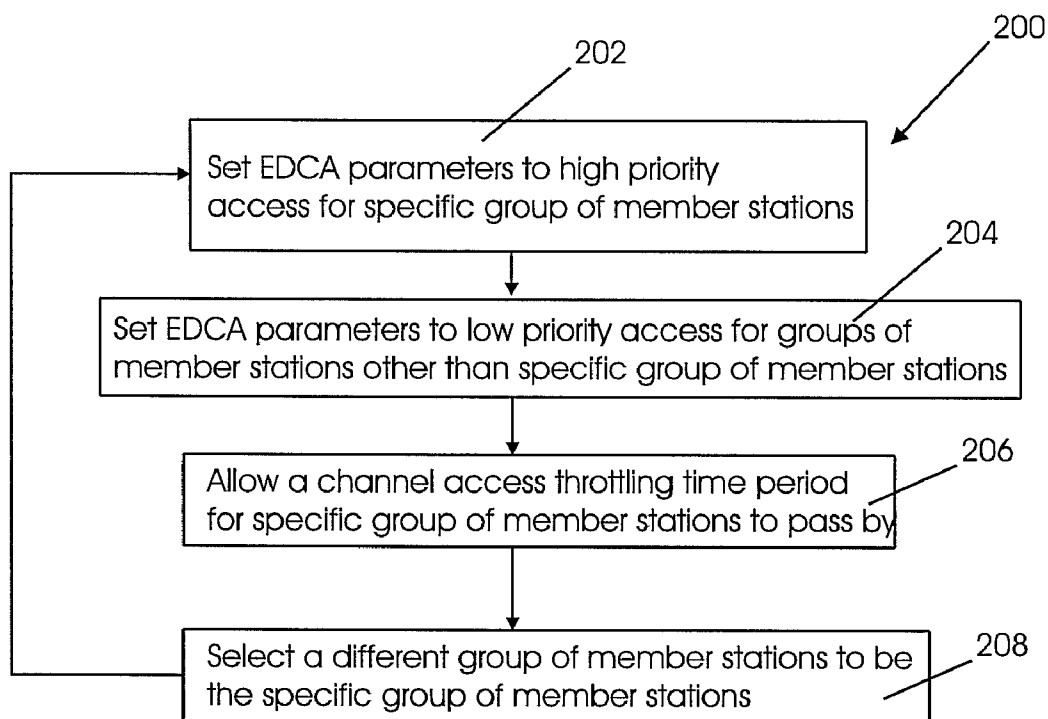 200
202
Set EDCA parameters to high priority
access for specific group of member stations
204
Set EDCA parameters to low priority access for groups of
member stations other than specific group of member stations
206
Allow a channel access throttling time period
for specific group of member stations to pass by
208
Select a different group of member stations to be
the specific group of member stations